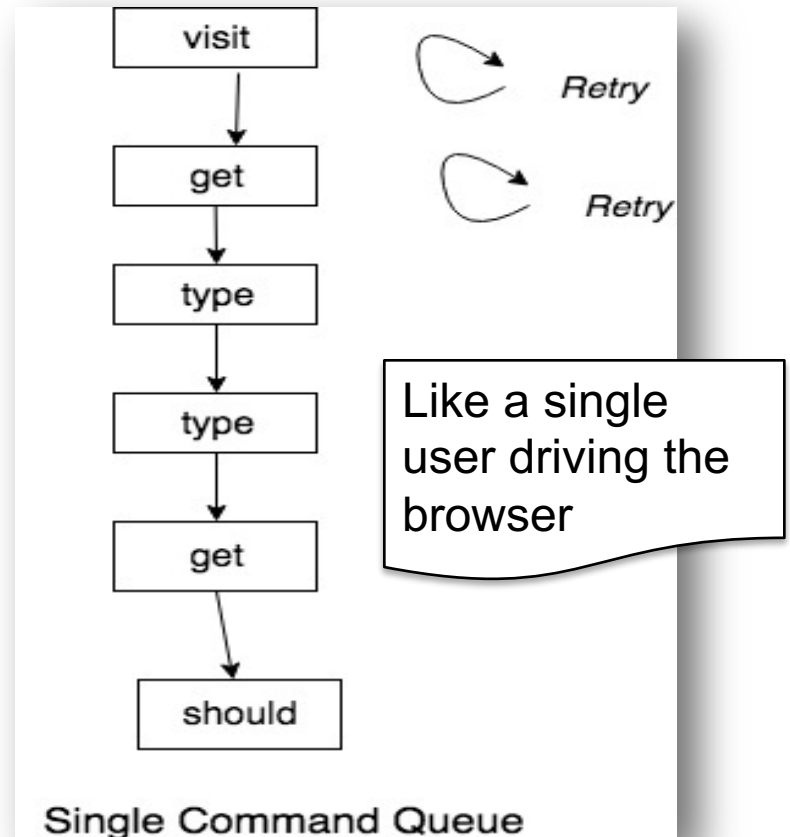 visit
Retry
get
Retry
type
type
Like a single
user driving the
browser
get
should
Single Command Queue